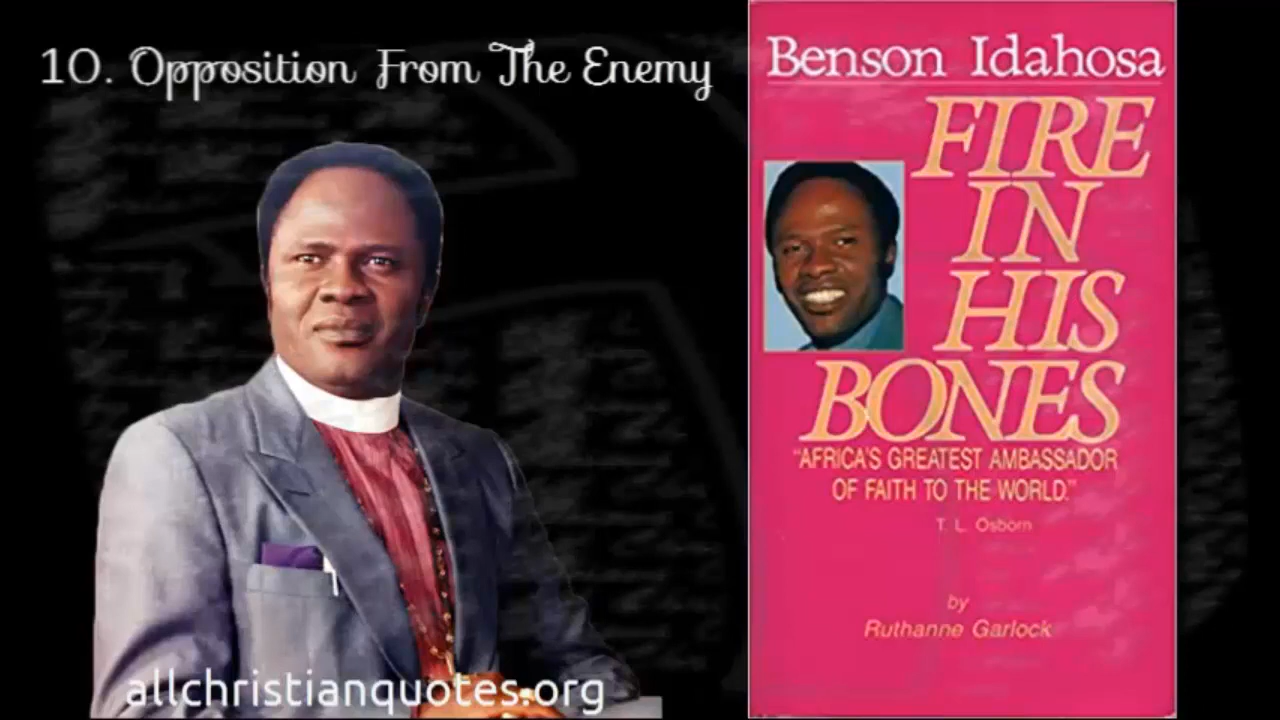 10. Opposition From The Enemy
allchristianquotes.org
Benson Idahosa
FIRE
IN
HIS
BONES
"AFRICA'S GREATEST AMBASSADOR
OF FAITH TO THE WORLD."
T. L. Osborn
by
Ruthanne Garlock